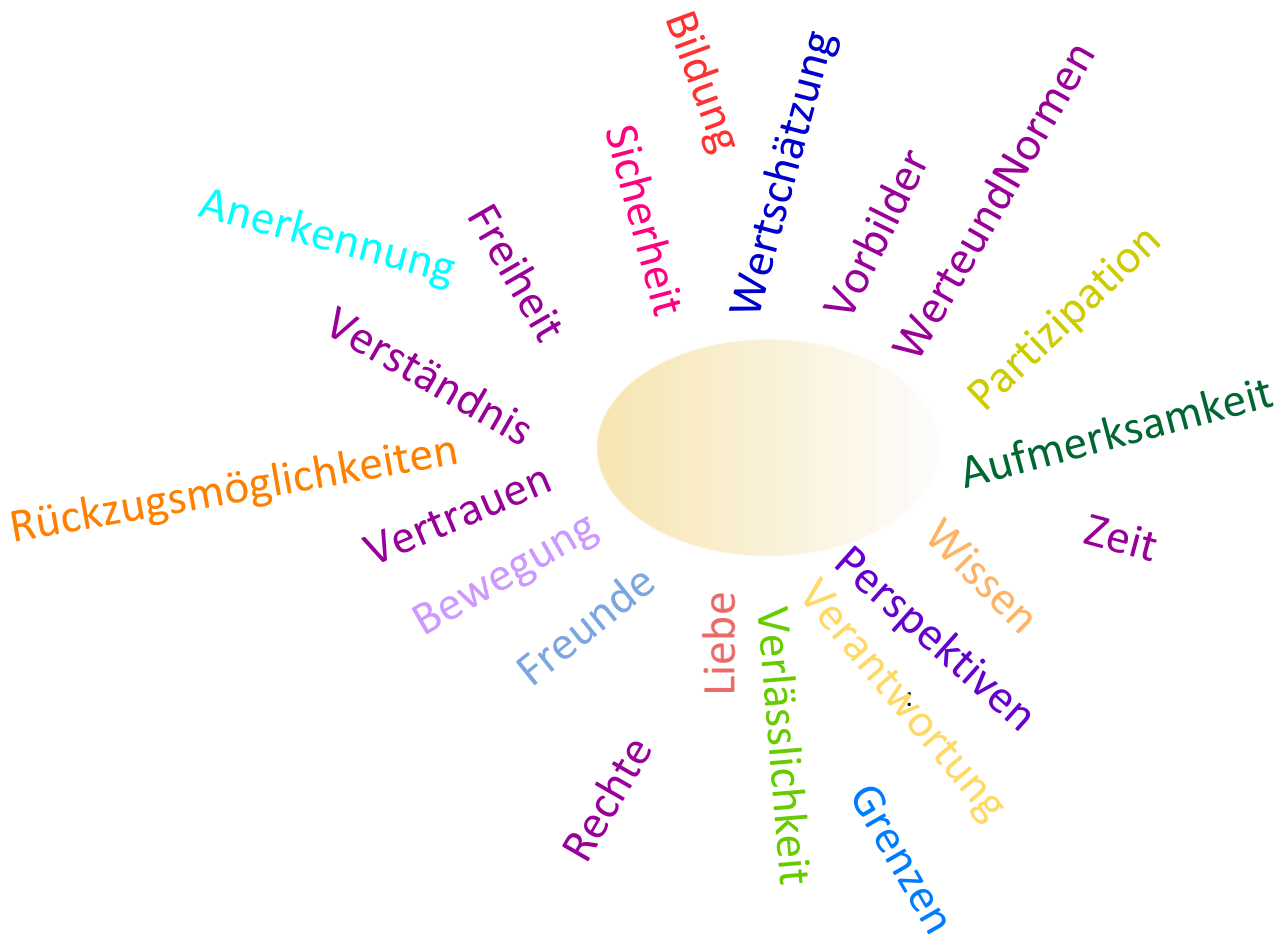 Bildung
Wertschätzung
WerteundNormen
Sicherheit
Vorbilder
Anerkennung
Freiheit
Partizipation
Verständnis
Aufmerksamkeit
Rückzugsmöglichkeiten
Vertrauen
Bewegung
Zeit
Wissen
Perspektiven
Freunde
Liebe
Verantwortung
Verlässlichkeit
Rechte
Grenzen